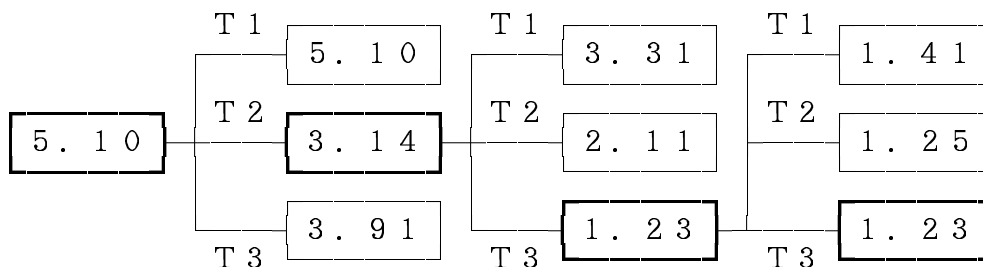 T1 T1 T1
5.10 3.31 1.41
T2 T2 T2
5.10 3.14 2.11 1.25
3.91 1.23 1.23
T3 T3 T3